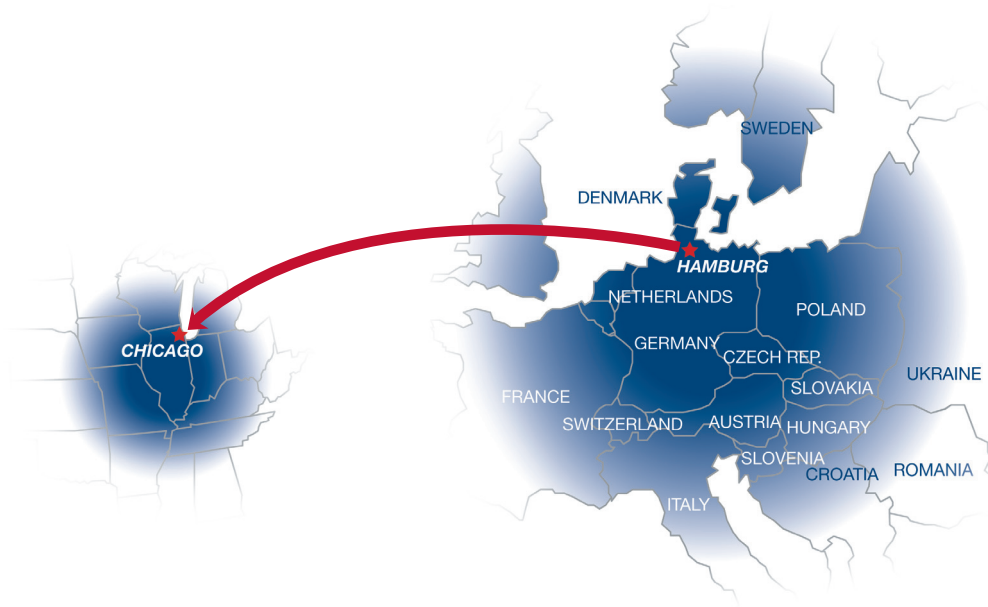 SWEDEN
DENMARK
HAMBURG
NETHERLANDS
POLAND
GERMANY
CZECH REP.
CHICAGO
UKRAINE
SLOVAKIA
FRANCE
SWITZERLAND
AUSTRIA
HUNGARY
SLOVENIA
CROATIA
ROMANIA
ITALY